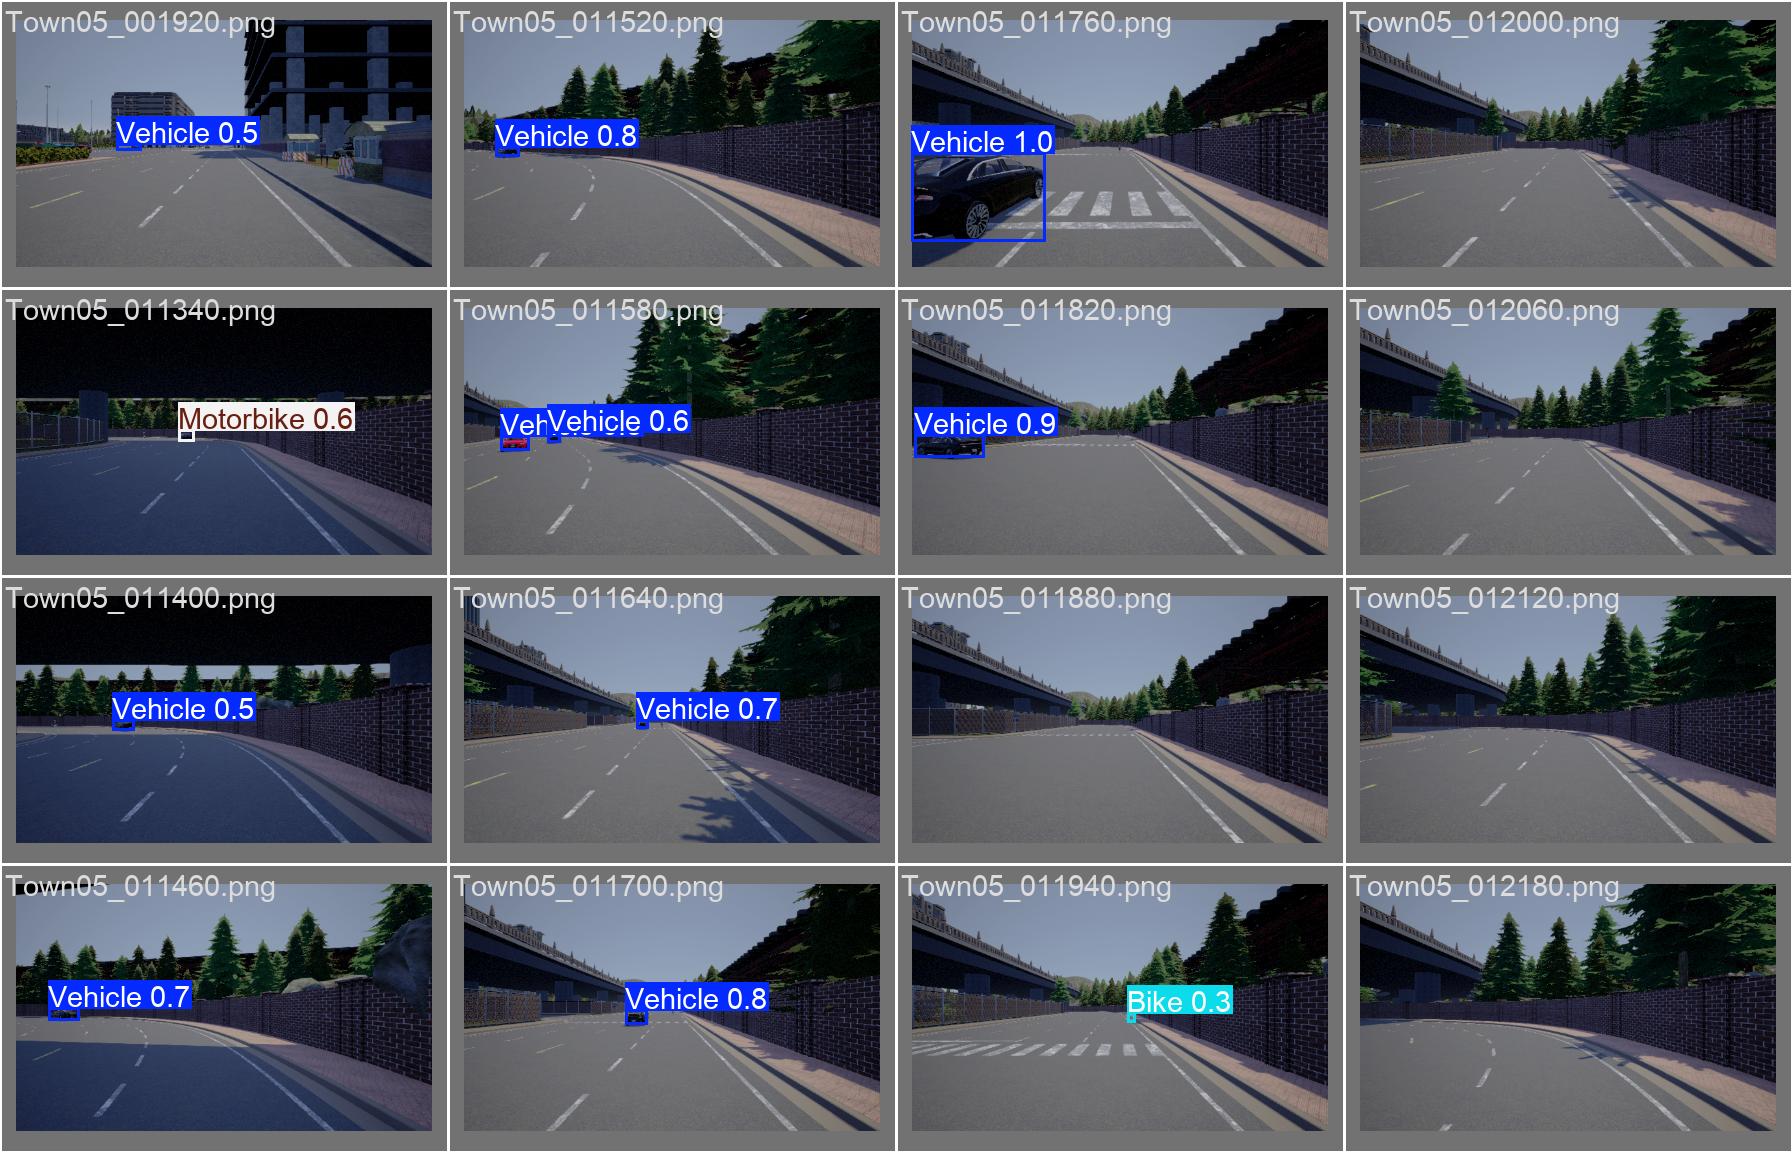 Town05_001920.png
Town05_011520.png
Town05_011760.png
Town05_012000.png
Vehicle 0.5
Vehicle 0.8
Vehicle 1.0
Town05_011340.png
Town05_011580.png
Town05_011820.png
Town05_012060.png
Motorbike 0.6
Veh
Vehicle 0.6
Vehicle 0.9
Town05_011400.png
Town05_011640.png
Town05_011880.png
Town05_012120.png
Vehicle 0.5
Vehicle 0.7
Town05_011460.png
Town05_011700.png
Town05_011940.png
Town05_012180.png
Vehicle 0.7
Vehicle 0.8
Bike 0.3